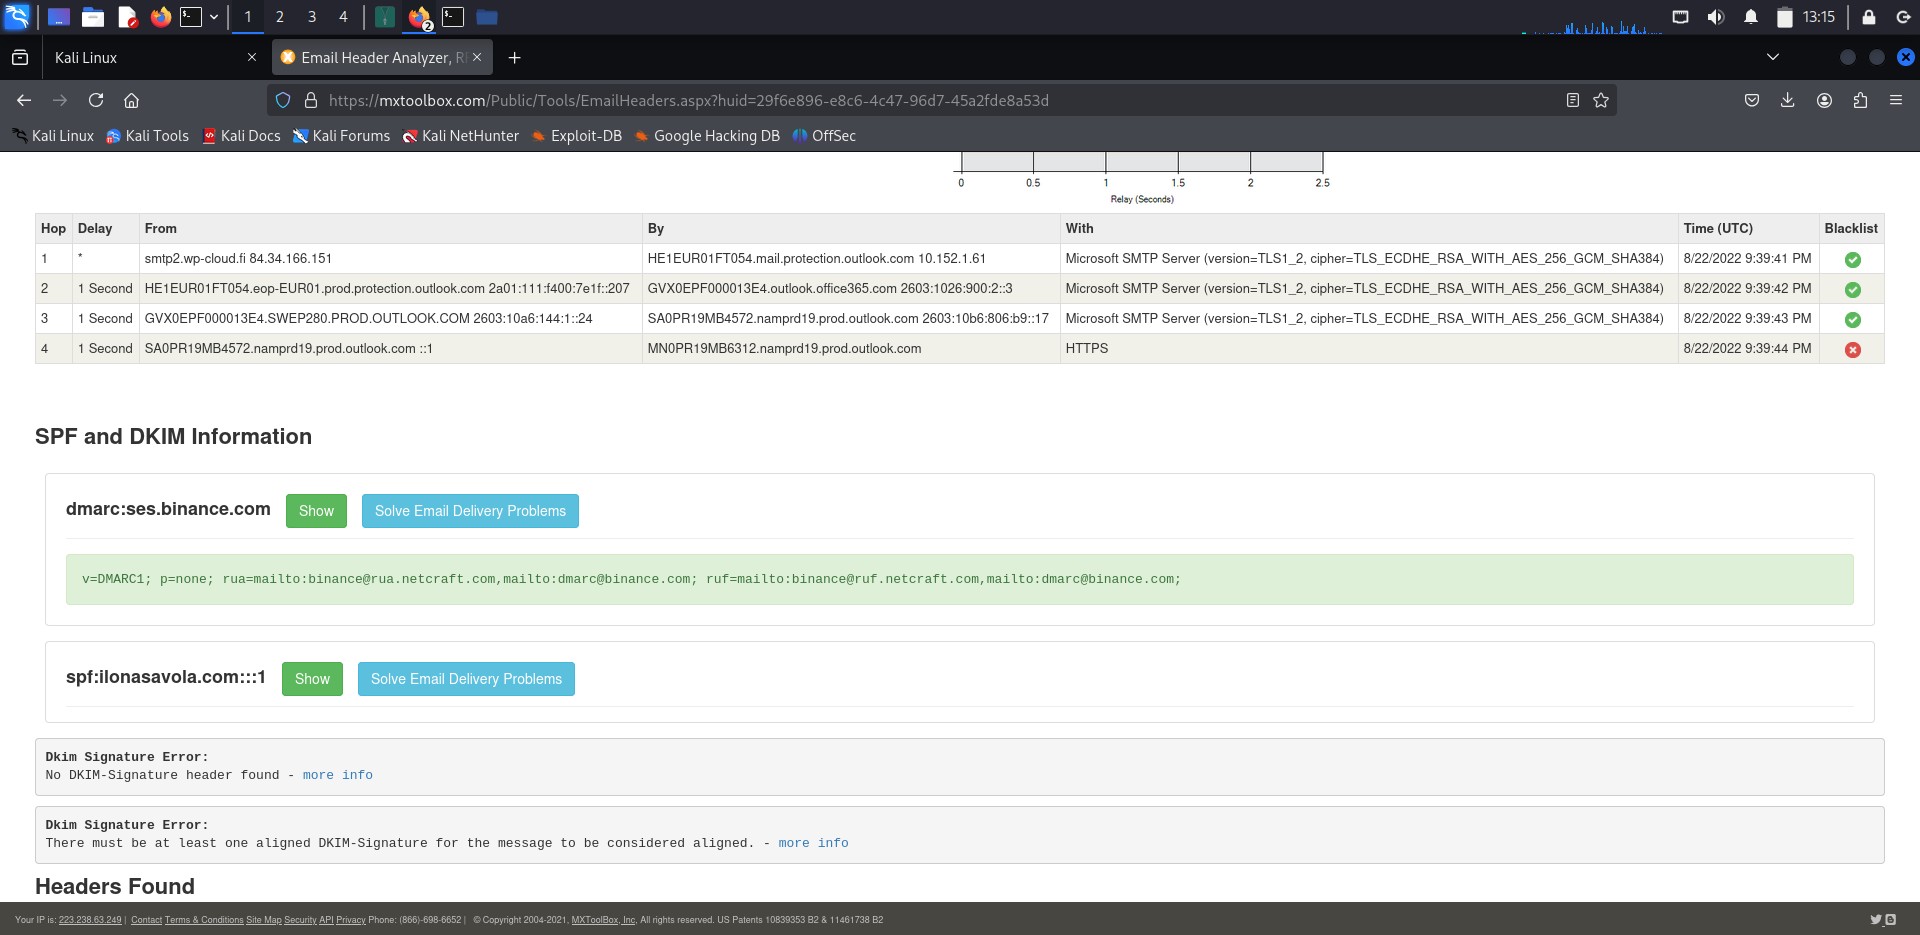 1 2 3 4 2 13:15
Kali Linux Email Header Analyzer, RF
https://mxtoolbox.com/Public/Tools/EmailHeaders.aspx?huid=29f6e896-e8c6-4c47-96d7-45a2fde8a53d
Kali Linux Kali Tools Kali Docs Kali Forums Kali NetHunter Exploit-DB Google Hacking DB OffSec
0 0.5 1 1.5 2 2.5
Relay (Seconds)
Hop Delay From By With Time (UTC) Blacklist
1 * smtp2.wp-cloud.fi 84.34.166.151 HE1EUR01FT054.mail.protection.outlook.com 10.152.1.61 Microsoft SMTP Server (version=TLS1_2, cipher=TLS_ECDHE_RSA_WITH_AES_256_GCM_SHA384) 8/22/2022 9:39:41 PM
2 1 Second HE1EUR01FT054.eop-EUR01.prod.protection.outlook.com 2a01:111:f400:7e1f::207 GVX0EPF000013E4.outlook.office365.com 2603:1026:900:2::3 Microsoft SMTP Server (version=TLS1_2, cipher=TLS_ECDHE_RSA_WITH_AES_256_GCM_SHA384) 8/22/2022 9:39:42 PM
3 1 Second GVX0EPF000013E4.SWEP280.PROD.OUTLOOK.COM 2603:10a6:144:1::24 SA0PR19MB4572.namprd19.prod.outlook.com 2603:10b6:806:b9::17 Microsoft SMTP Server (version=TLS1_2, cipher=TLS_ECDHE_RSA_WITH_AES_256_GCM_SHA384) 8/22/2022 9:39:43 PM
4 1 Second SA0PR19MB4572.namprd19.prod.outlook.com ::1 MN0PR19MB6312.namprd19.prod.outlook.com HTTPS 8/22/2022 9:39:44 PM
SPF and DKIM Information
dmarc:ses.binance.com Show Solve Email Delivery Problems
v=DMARC1; p=none; rua=mailto:binance@rua.netcraft.com,mailto:dmarc@binance.com; ruf=mailto:binance@ruf.netcraft.com,mailto:dmarc@binance.com;
spf:ilonasavola.com:::1 Show Solve Email Delivery Problems
Dkim Signature Error:
No DKIM-Signature header found - more info
Dkim Signature Error:
There must be at least one aligned DKIM-Signature for the message to be considered aligned. - more info
Headers Found
Your IP is: 223.238.63.249 | Contact Terms & Conditions Site Map Security API Privacy Phone: (866)-698-6652 | © Copyright 2004-2021, MXToolBox, Inc, All rights reserved. US Patents 10839353 B2 & 11461738 B2